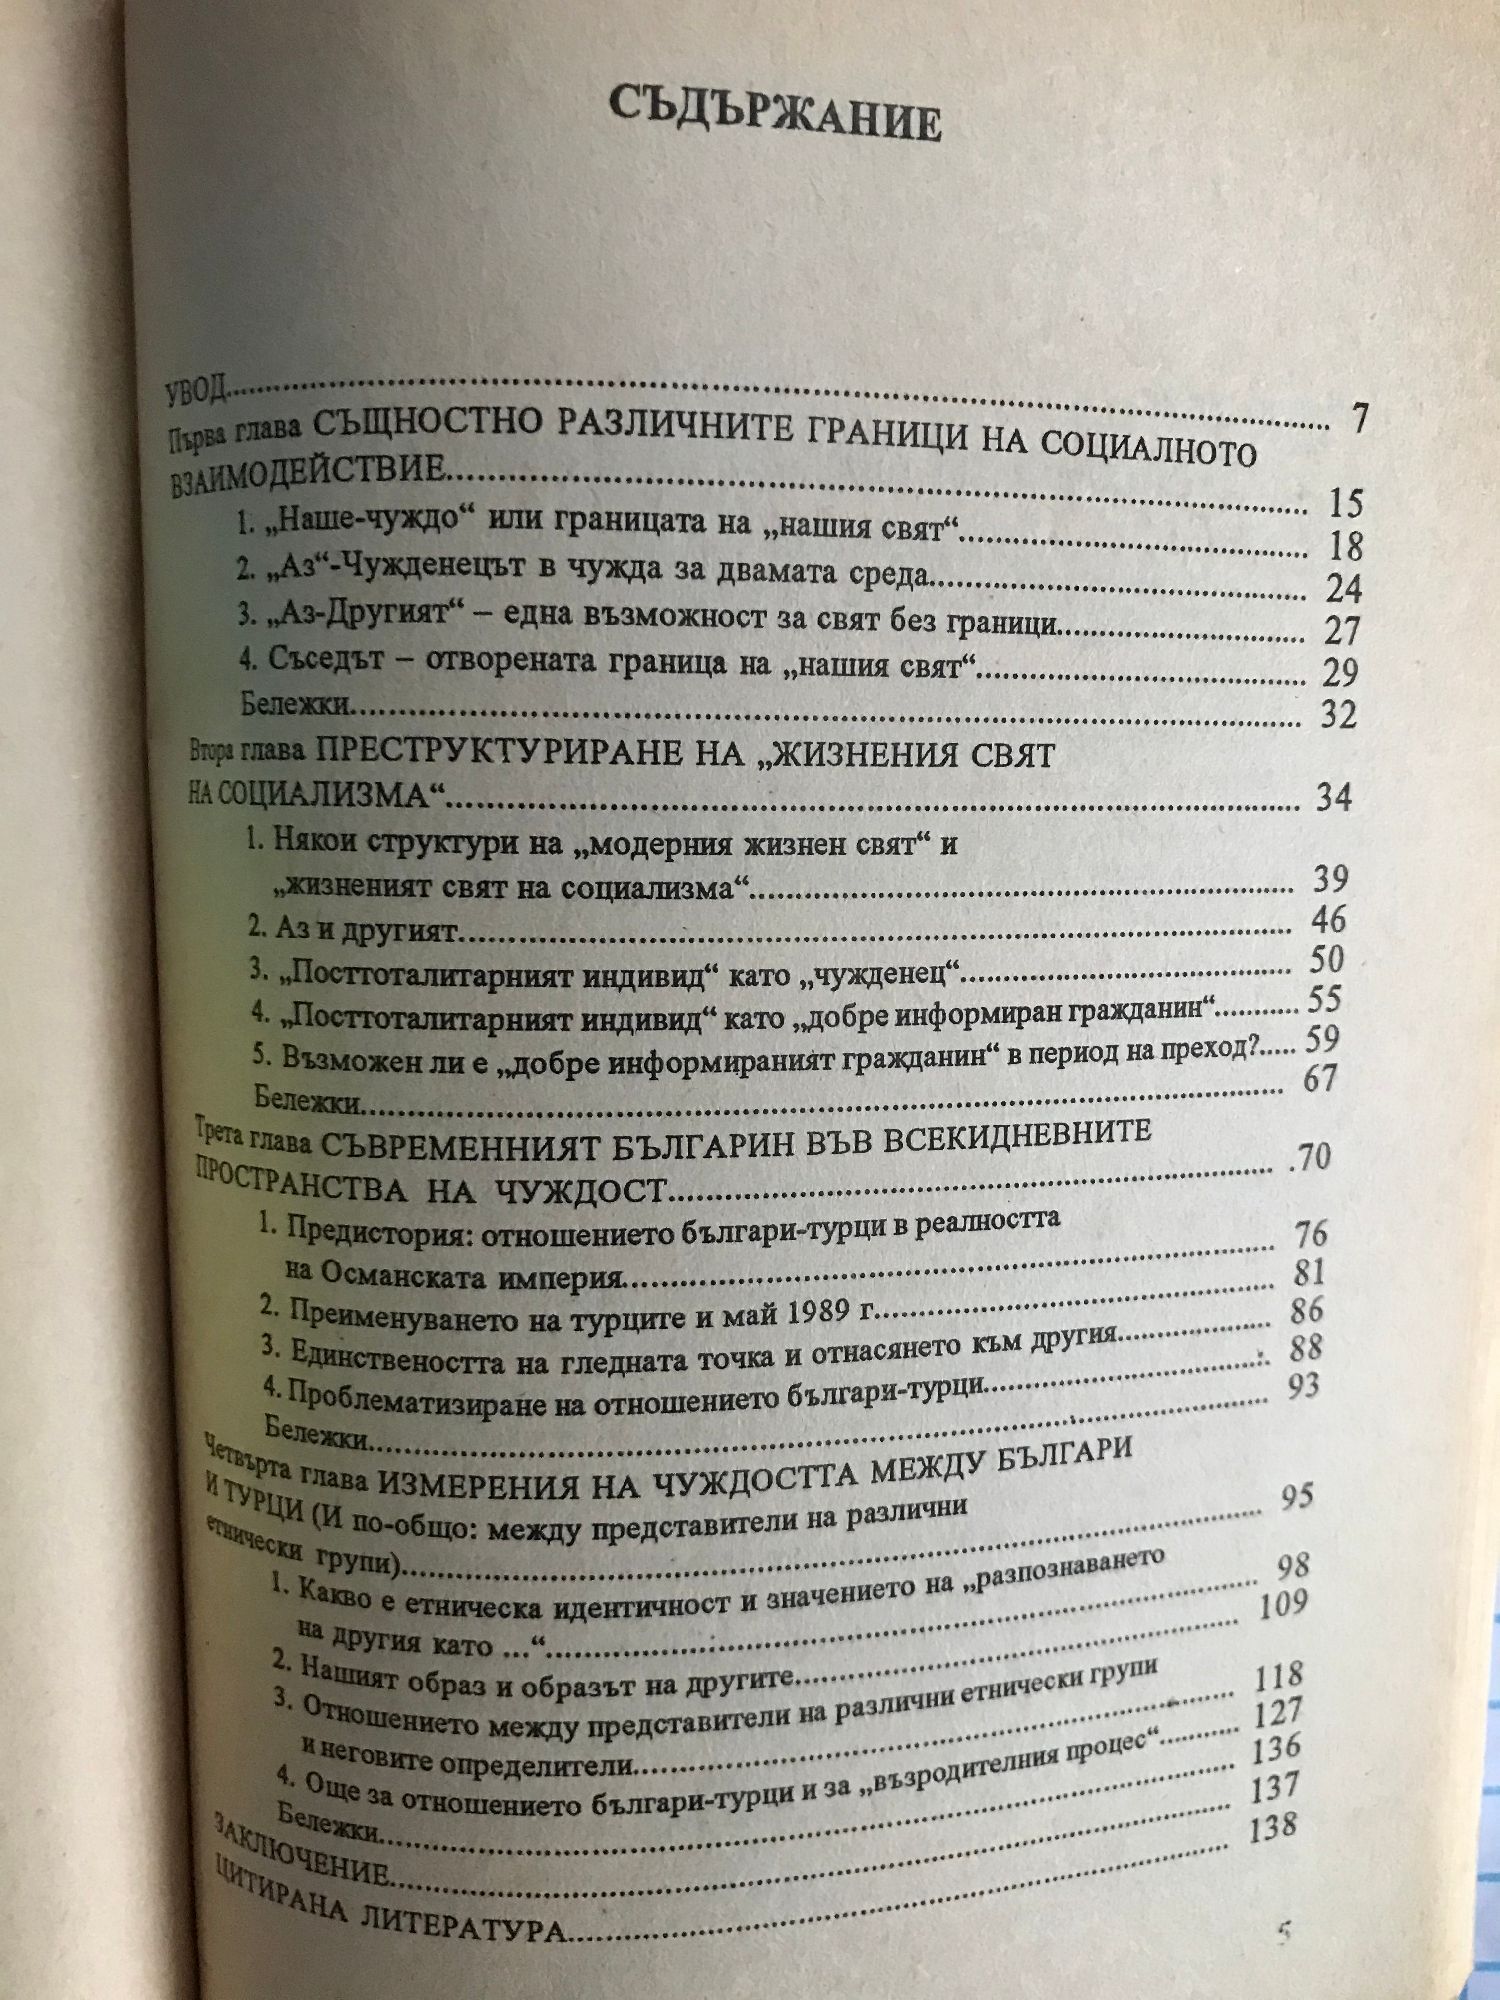 СЪДЪРЖАНИЕ
УВОД........ 7
Първа глава СЪЩНОСТНО РАЗЛИЧНИТЕ ГРАНИЦИ НА СОЦИАЛНОТО
ВЗАИМОДЕЙСТВИЕ........ 15
1. „Наше-чуждо“ или границата на „нашия свят“........ 18
2. „Аз“-Чужденецът в чужда за двамата среда........ 24
3. „Аз-Другият“ – една възможност за свят без граници........ 27
4. Съседът – отворената граница на „нашия свят“........ 29
Бележки........ 32
Втора глава ПРЕСТРУКТУРИРАНЕ НА „ЖИЗНЕНИЯ СВЯТ
НА СОЦИАЛИЗМА“........ 34
1. Някои структури на „модерния жизнен свят“ и
„жизненият свят на социализма“........ 39
2. Аз и другият........ 46
3. „Посттоталитарният индивид“ като „чужденец“........ 50
4. „Посттоталитарният индивид“ като „добре информиран гражданин“........ 55
5. Възможен ли е „добре информираният гражданин“ в период на преход?..... 59
Бележки........ 67
Трета глава СЪВРЕМЕННИЯТ БЪЛГАРИН ВЪВ ВСЕКИДНЕВНИТЕ
ПРОСТРАНСТВА НА ЧУЖДОСТ........ .70
1. Предистория: отношението българи-турци в реалността
на Османската империя........ 76
2. Преименуването на турците и май 1989 г........ 81
3. Единствеността на гледната точка и отнасянето към другия........ 86
4. Проблематизиране на отношението българи-турци........ 88
Бележки........ 93
Четвърта глава ИЗМЕРЕНИЯ НА ЧУЖДОСТТА МЕЖДУ БЪЛГАРИ
И ТУРЦИ (И по-общо: между представители на различни
етнически групи)........ 95
1. Какво е етническа идентичност и значението на „разпознаването
на другия като ...“........ 98
2. Нашият образ и образът на другите........ 109
3. Отношението между представители на различни етнически групи
и неговите определители........ 118
4. Още за отношението българи-турци и за „възродителния процес“........ 127
Бележки........ 136
ЗАКЛЮЧЕНИЕ........ 137
ЦИТИРАНА ЛИТЕРАТУРА........ 138
5